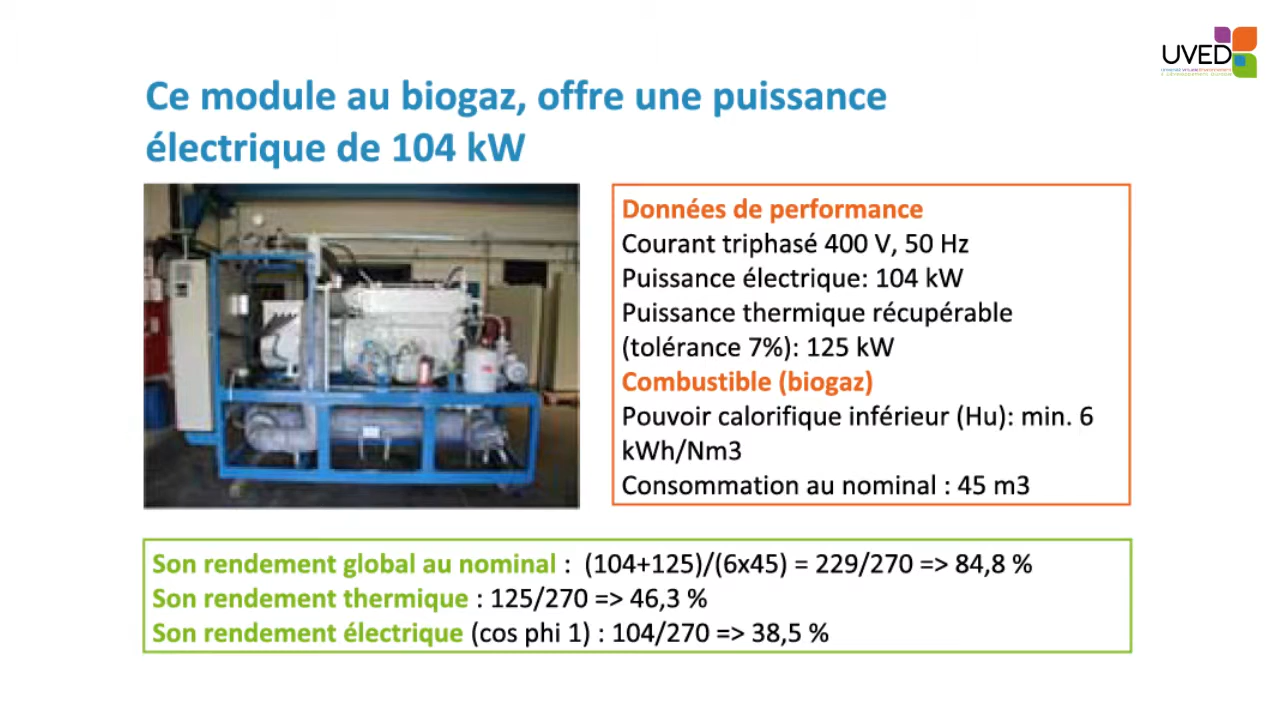 UVED
Ce module au biogaz, offre une puissance
électrique de 104 kW
Données de performance
Courant triphasé 400 V, 50 Hz
Puissance électrique: 104 kW
Puissance thermique récupérable
(tolérance 7%): 125 kW
Combustible (biogaz)
Pouvoir calorifique inférieur (Hu): min. 6
kWh/Nm3
Consommation au nominal : 45 m3
Son rendement global au nominal : (104+125)/(6x45) = 229/270 => 84,8 %
Son rendement thermique : 125/270 => 46,3 %
Son rendement électrique (cos phi 1) : 104/270 => 38,5 %